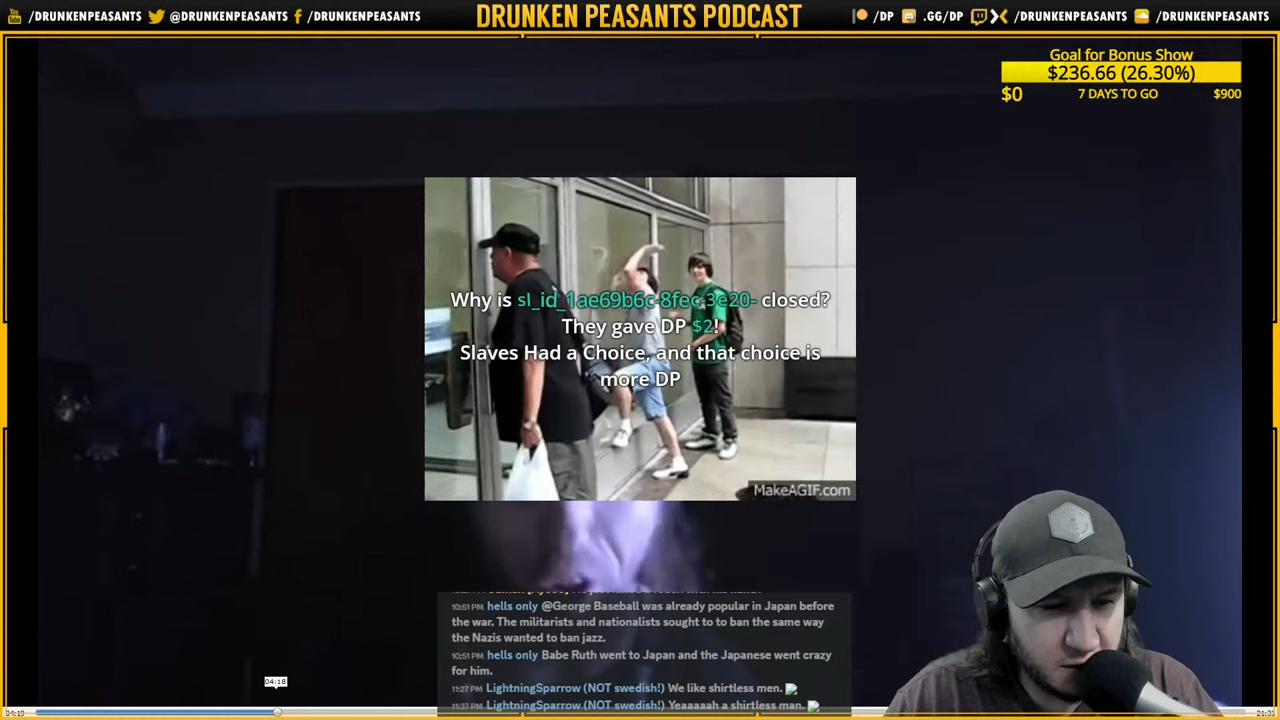 You Tube /DRUNKENPEASANTS @DRUNKENPEASANTS f /DRUNKENPEASANTS DRUNKEN PEASANTS PODCAST /DP .GG/DP /DRUNKENPEASANTS /DRUNKENPEASANTS
Goal for Bonus Show
$236.66 (26.30%)
$0 7 DAYS TO GO $900
Why is sl_id_1ae69b6c-8fec-3e20- closed?
They gave DP $2!
Slaves Had a Choice, and that choice is
more DP
MakeAGIF.com
10:51 PM hells only @George Baseball was already popular in Japan before
the war. The militarists and nationalists sought to to ban the same way
the Nazis wanted to ban jazz.
10:51 PM hells only Babe Ruth went to Japan and the Japanese went crazy
for him.
11:27 PM LightningSparrow (NOT swedish!) We like shirtless men.
11:37 PM LightningSparrow (NOT swedish!) Yeaaaaah a shirtless man.
04:18
04:19